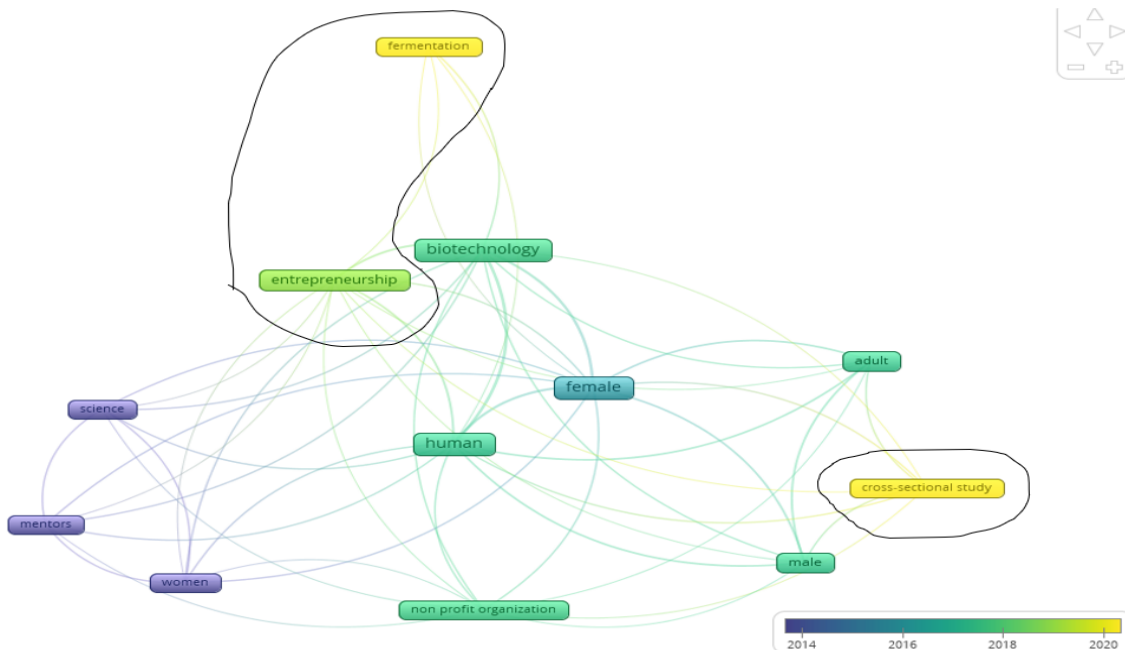 fermentation
biotechnology
entrepreneurship
adult
female
science
human
cross-sectional study
mentors
male
women
non profit organization
2014 2016 2018 2020